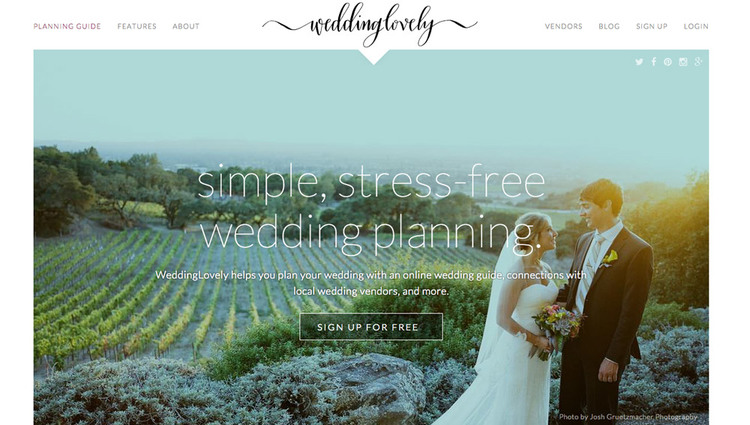 PLANNING GUIDE FEATURES ABOUT weddinglovely VENDORS BLOG SIGN UP LOGIN
simple, stress-free
wedding planning.
WeddingLovely helps you plan your wedding with an online wedding guide, connections with
local wedding vendors, and more.
SIGN UP FOR FREE
Photo by Josh Gruetzmacher Photography